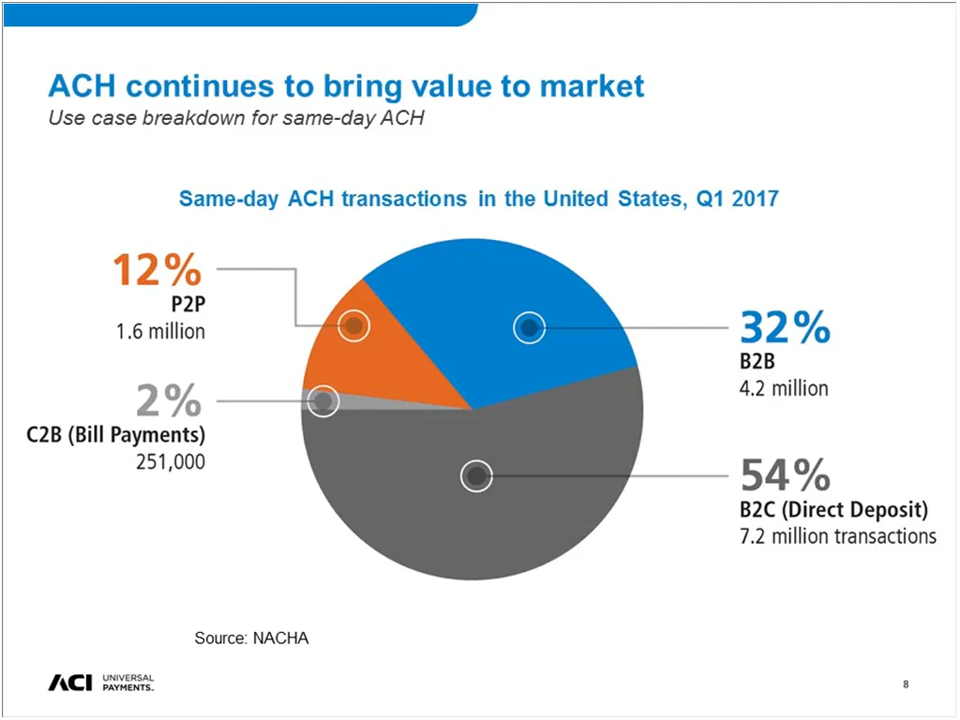 ACH continues to bring value to market
Use case breakdown for same-day ACH
Same-day ACH transactions in the United States, Q1 2017
12%
P2P
1.6 million
2%
C2B (Bill Payments)
251,000
32%
B2B
4.2 million
54%
B2C (Direct Deposit)
7.2 million transactions
Source: NACHA
ACI UNIVERSAL
PAYMENTS.
8